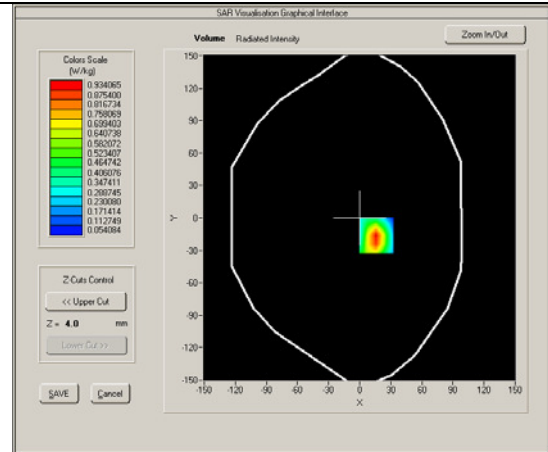 SAR Visualisation Graphical Interface
Volume Radiated Intensity
Zoom In/Out
Colors Scale
(W/kg)
0.934065
0.875400
0.816734
0.758069
0.699403
0.640738
0.582072
0.523407
0.464742
0.406076
0.347411
0.288745
0.230080
0.171414
0.112749
0.054084
Z Cuts Control
<< Upper Cut
Z = 4.0 mm
Lower Cut >>
SAVE Cancel
150-
120-
90-
60-
30-
0-
-30-
-60-
-90-
-120-
-150-
Y
-150 -120 -90 -60 -30 0 30 60 90 120 150
X